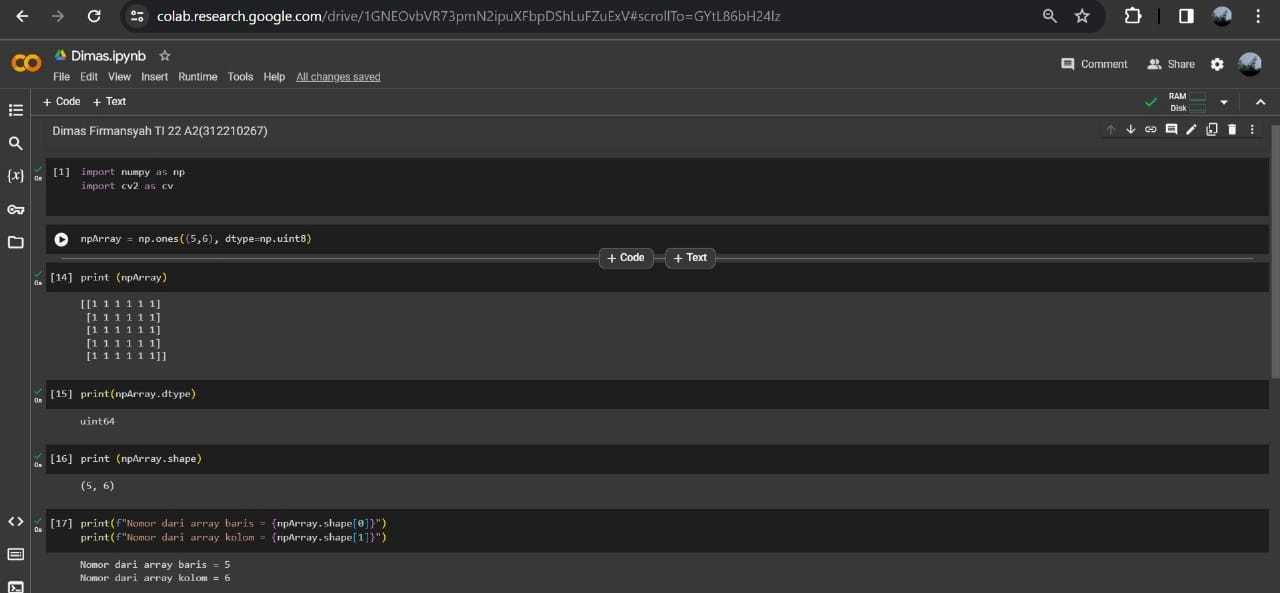 colab.research.google.com/drive/1GNEOvbVR73pmN2ipuXFbpDShLuFZuExV#scrollTo=GYtL86bH24lz
Dimas.ipynb
File Edit View Insert Runtime Tools Help All changes saved
Comment Share
+ Code + Text
RAM
Disk
Dimas Firmansyah TI 22 A2(312210267)
[1] import numpy as np
import cv2 as cv
0s
npArray = np.ones((5,6), dtype=np.uint8)
+ Code + Text
[14] print (npArray)
0s
[[1 1 1 1 1 1]
[1 1 1 1 1 1]
[1 1 1 1 1 1]
[1 1 1 1 1 1]
[1 1 1 1 1 1]]
[15] print(npArray.dtype)
0s
uint64
[16] print (npArray.shape)
0s
(5, 6)
[17] print(f"Nomor dari array baris = {npArray.shape[0]}")
0s
print(f"Nomor dari array kolom = {npArray.shape[1]}")
Nomor dari array baris = 5
Nomor dari array kolom = 6